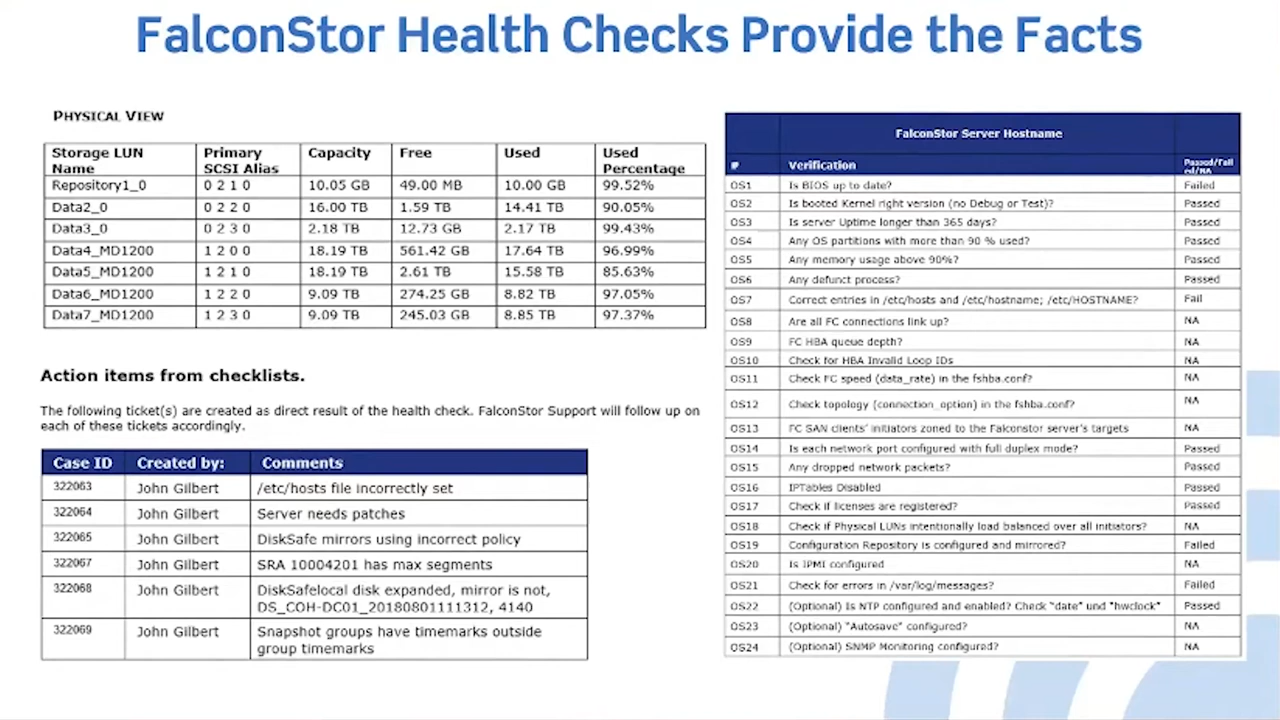 FalconStor Health Checks Provide the Facts
PHYSICAL VIEW
Storage LUN Name Primary SCSI Alias Capacity Free Used Used Percentage
Repository1_0 0 2 1 0 10.05 GB 49.00 MB 10.00 GB 99.52%
Data2_0 0 2 2 0 16.00 TB 1.59 TB 14.41 TB 90.05%
Data3_0 0 2 3 0 2.18 TB 12.73 GB 2.17 TB 99.43%
Data4_MD1200 1 2 0 0 18.19 TB 561.42 GB 17.64 TB 96.99%
Data5_MD1200 1 2 1 0 18.19 TB 2.61 TB 15.58 TB 85.63%
Data6_MD1200 1 2 2 0 9.09 TB 274.25 GB 8.82 TB 97.05%
Data7_MD1200 1 2 3 0 9.09 TB 245.03 GB 8.85 TB 97.37%
Action items from checklists.
The following ticket(s) are created as direct result of the health check. FalconStor Support will follow up on
each of these tickets accordingly.
Case ID Created by: Comments
322063 John Gilbert /etc/hosts file incorrectly set
322064 John Gilbert Server needs patches
322065 John Gilbert DiskSafe mirrors using incorrect policy
322067 John Gilbert SRA 10004201 has max segments
322068 John Gilbert DiskSafelocal disk expanded, mirror is not,
DS_COH-DC01_20180801111312, 4140
322069 John Gilbert Snapshot groups have timemarks outside
group timemarks
FalconStor Server Hostname
# Verification Passed/Failed/NA
OS1 Is BIOS up to date? Failed
OS2 Is booted Kernel right version (no Debug or Test)? Passed
OS3 Is server Uptime longer than 365 days? Passed
OS4 Any OS partitions with more than 90 % used? Passed
OS5 Any memory usage above 90%? Passed
OS6 Any defunct process? Passed
OS7 Correct entries in /etc/hosts and /etc/hostname; /etc/HOSTNAME? Fail
OS8 Are all FC connections link up? NA
OS9 FC HBA queue depth? NA
OS10 Check for HBA Invalid Loop IDs NA
OS11 Check FC speed (data_rate) in the fshba.conf? NA
OS12 Check topology (connection_option) in the fshba.conf? NA
OS13 FC SAN clients' initiators zoned to the Falconstor server's targets NA
OS14 Is each network port configured with full duplex mode? Passed
OS15 Any dropped network packets? Passed
OS16 IPTables Disabled Passed
OS17 Check if licenses are registered? Passed
OS18 Check if Physical LUNs intentionally load balanced over all initiators? NA
OS19 Configuration Repository is configured and mirrored? Failed
OS20 Is IPMI configured NA
OS21 Check for errors in /var/log/messages? Failed
OS22 (Optional) Is NTP configured and enabled? Check "date" und "hwclock" Passed
OS23 (Optional) "Autosave" configured? NA
OS24 (Optional) SNMP Monitoring configured? NA